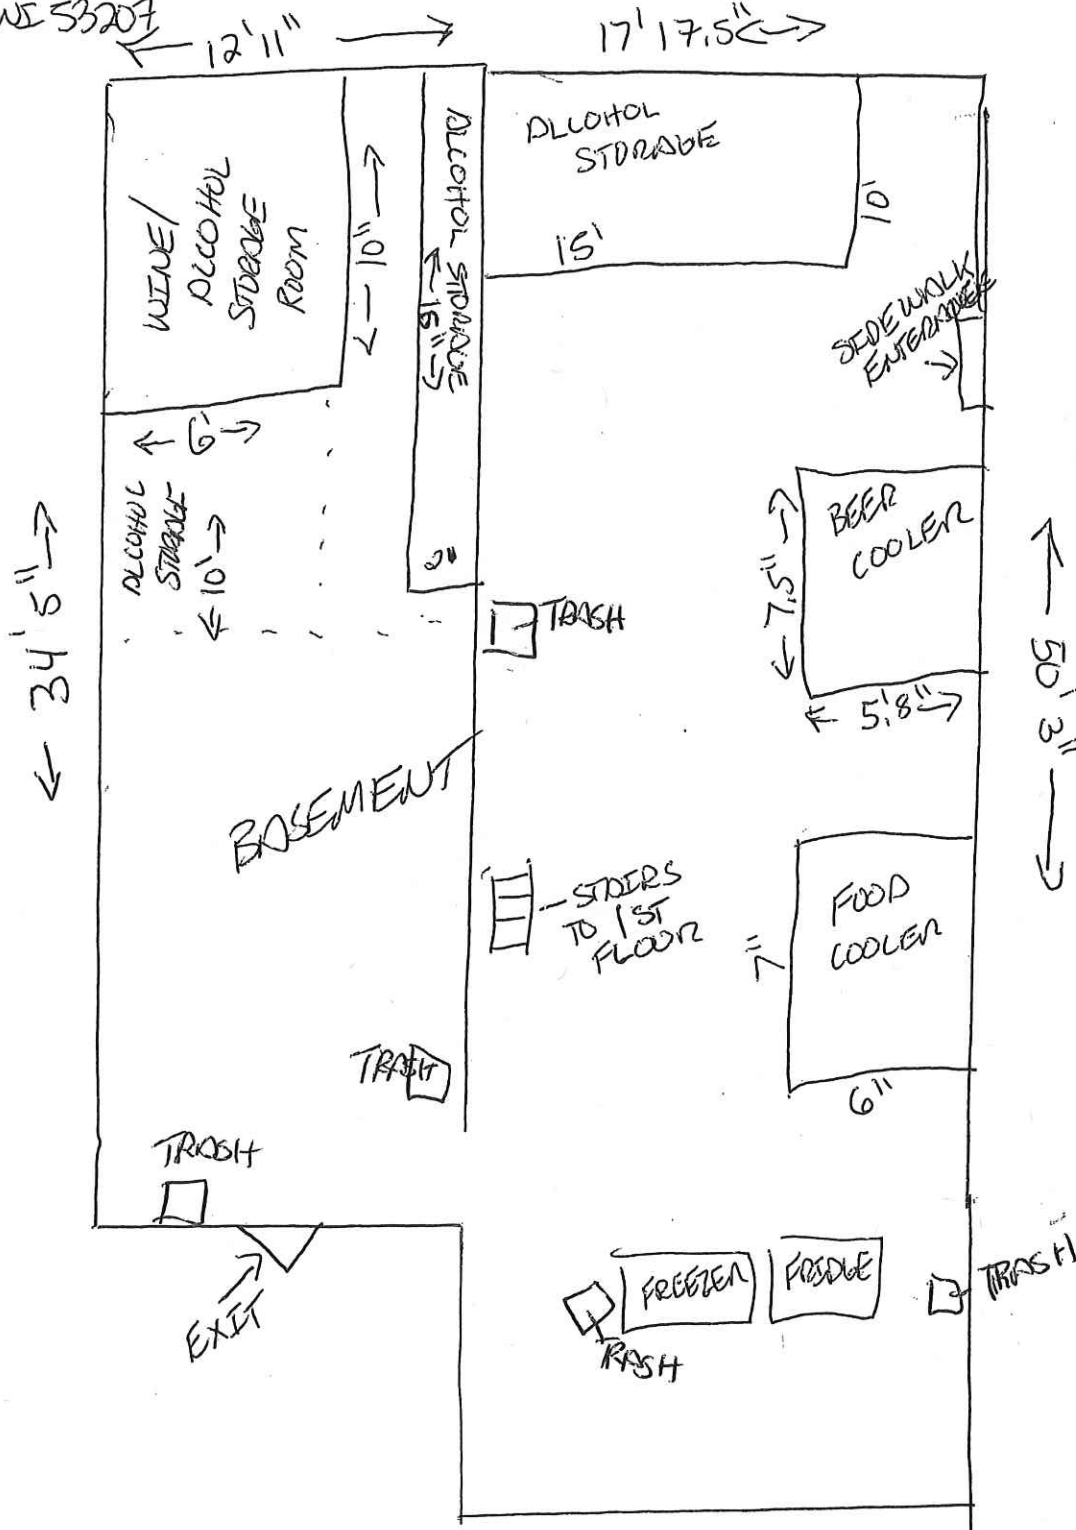 WI 53207
12'11"
17' 17.5"
WINE/
ALCOHOL
STORAGE
ROOM
10"
ALCOHOL STORAGE
15"
2"
ALCOHOL
STORAGE
15'
10'
SIDEWALK
ENTERANCE
6'
ALCOHOL
STORAGE
10'
34' 5"
BEER
COOLER
7.5"
5'8"
50' 3"
TRASH
BASEMENT
STAIRS
TO 1ST
FLOOR
FOOD
COOLER
7"
6"
TRASH
TRASH
EXIT
FREEZER
FRIDGE
TRASH
TRASH